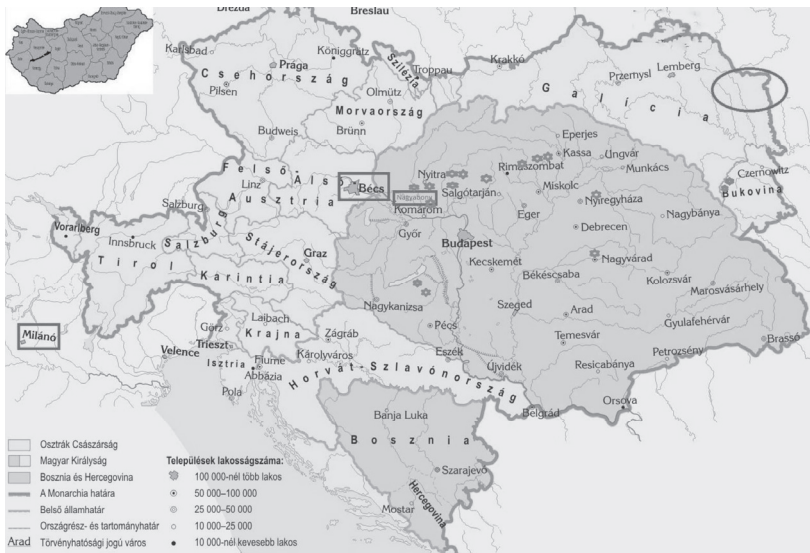 Drezda
Breslau
Karlsbad
Königgrätz
Szilézia
Troppau
Krakkó
Prága
Csehország
Pilsen
Olmütz
Morvaország
Przemysl
Lemberg
Galícia
Budweis
Brünn
Eperjes
Kassa
Ungvár
Munkács
Czernowitz
Bukovina
Felső-
Alsó-
Ausztria
Linz
Bécs
Nyitra
Rimaszombat
Nagyabony
Salgótarján
Miskolc
Nyíregyháza
Nagybánya
Salzburg
Komárom
Győr
Eger
Debrecen
Vorarlberg
Innsbruck
Salzburg
Stájerország
Graz
Budapest
Kecskemét
Nagyvárad
Tirol
Karintia
Békéscsaba
Kolozsvár
Marosvásárhely
Nagykanizsa
Szeged
Arad
Gyulafehérvár
Milánó
Görz
Laibach
Krajna
Zágráb
Pécs
Temesvár
Petrozsény
Brassó
Velence
Trieszt
Isztria
Fiume
Abbázia
Károlyváros
Eszék
Újvidék
Resicabánya
Horvát-Szlavónország
Pola
Belgrád
Orsova
Banja Luka
Bosznia
Szarajevó
Mostar
Hercegovina
Osztrák Császárság
Magyar Királyság
Bosznia és Hercegovina
A Monarchia határa
Belső államhatár
Országrész- és tartományhatár
Arad Törvényhatósági jogú város
Települések lakosságszáma:
100 000-nél több lakos
50 000–100 000
25 000–50 000
10 000–25 000
10 000-nél kevesebb lakos